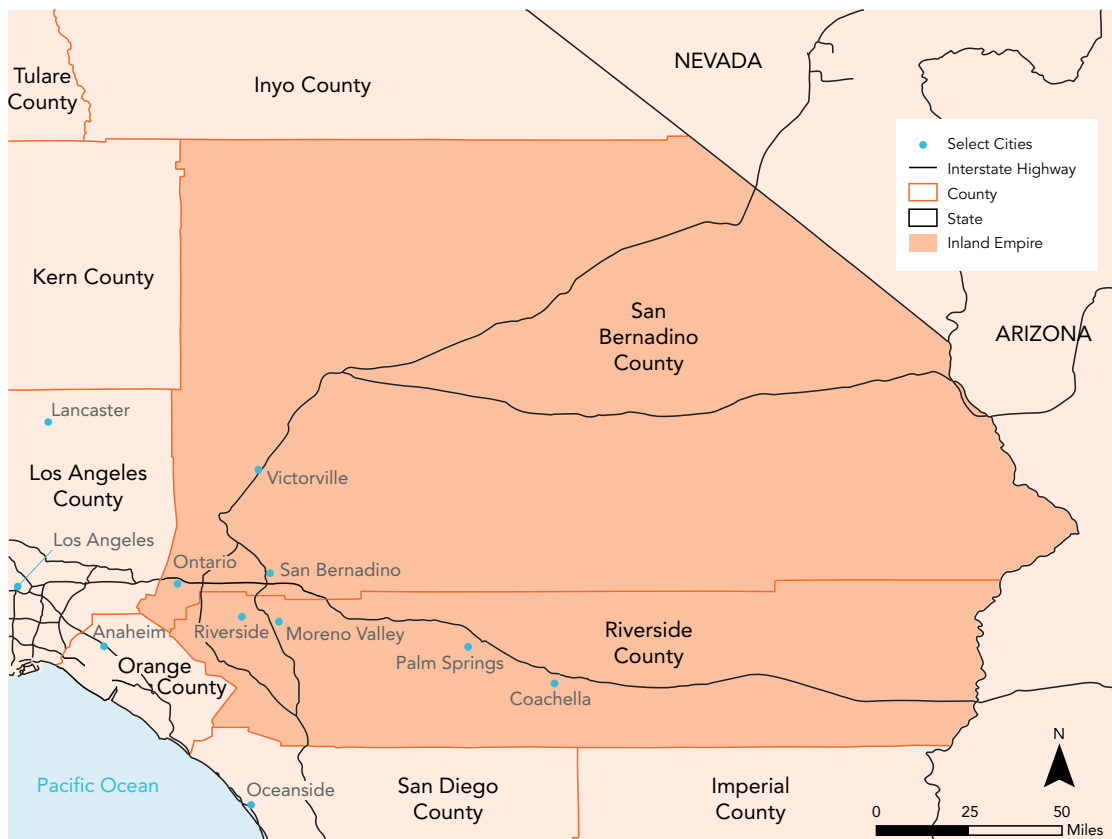 NEVADA
Tulare
County
Inyo County
Select Cities
Interstate Highway
County
State
Inland Empire
Kern County
San
Bernadino
County
ARIZONA
Lancaster
Los Angeles
County
Victorville
Los Angeles
Ontario
San Bernadino
Anaheim
Riverside
Moreno Valley
Riverside
County
Palm Springs
Orange
County
Coachella
Pacific Ocean
Oceanside
San Diego
County
Imperial
County
N
0 25 50
Miles